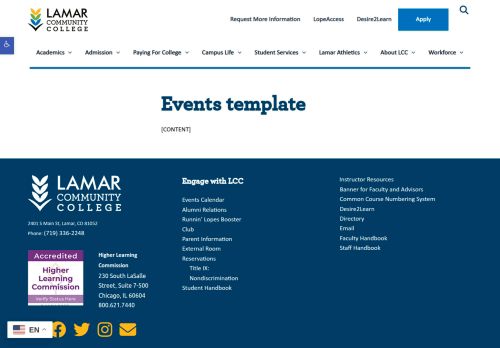 LAMAR
COMMUNITY
COLLEGE
Request More Information LopeAccess Desire2Learn Apply
Academics Admission Paying For College Campus Life Student Services Lamar Athletics About LCC Workforce
Events template
[CONTENT]
LAMAR
COMMUNITY
COLLEGE
2401 S Main St, Lamar, CO 81052
Phone: (719) 336-2248
Accredited
Higher
Learning
Commission
Verify Status Here
Higher Learning
Commission
230 South LaSalle
Street, Suite 7-500
Chicago, IL 60604
800.621.7440
Engage with LCC
Events Calendar
Alumni Relations
Runnin' Lopes Booster
Club
Parent Information
External Room
Reservations
Title IX:
Nondiscrimination
Student Handbook
Instructor Resources
Banner for Faculty and Advisors
Common Course Numbering System
Desire2Learn
Directory
Email
Faculty Handbook
Staff Handbook
EN